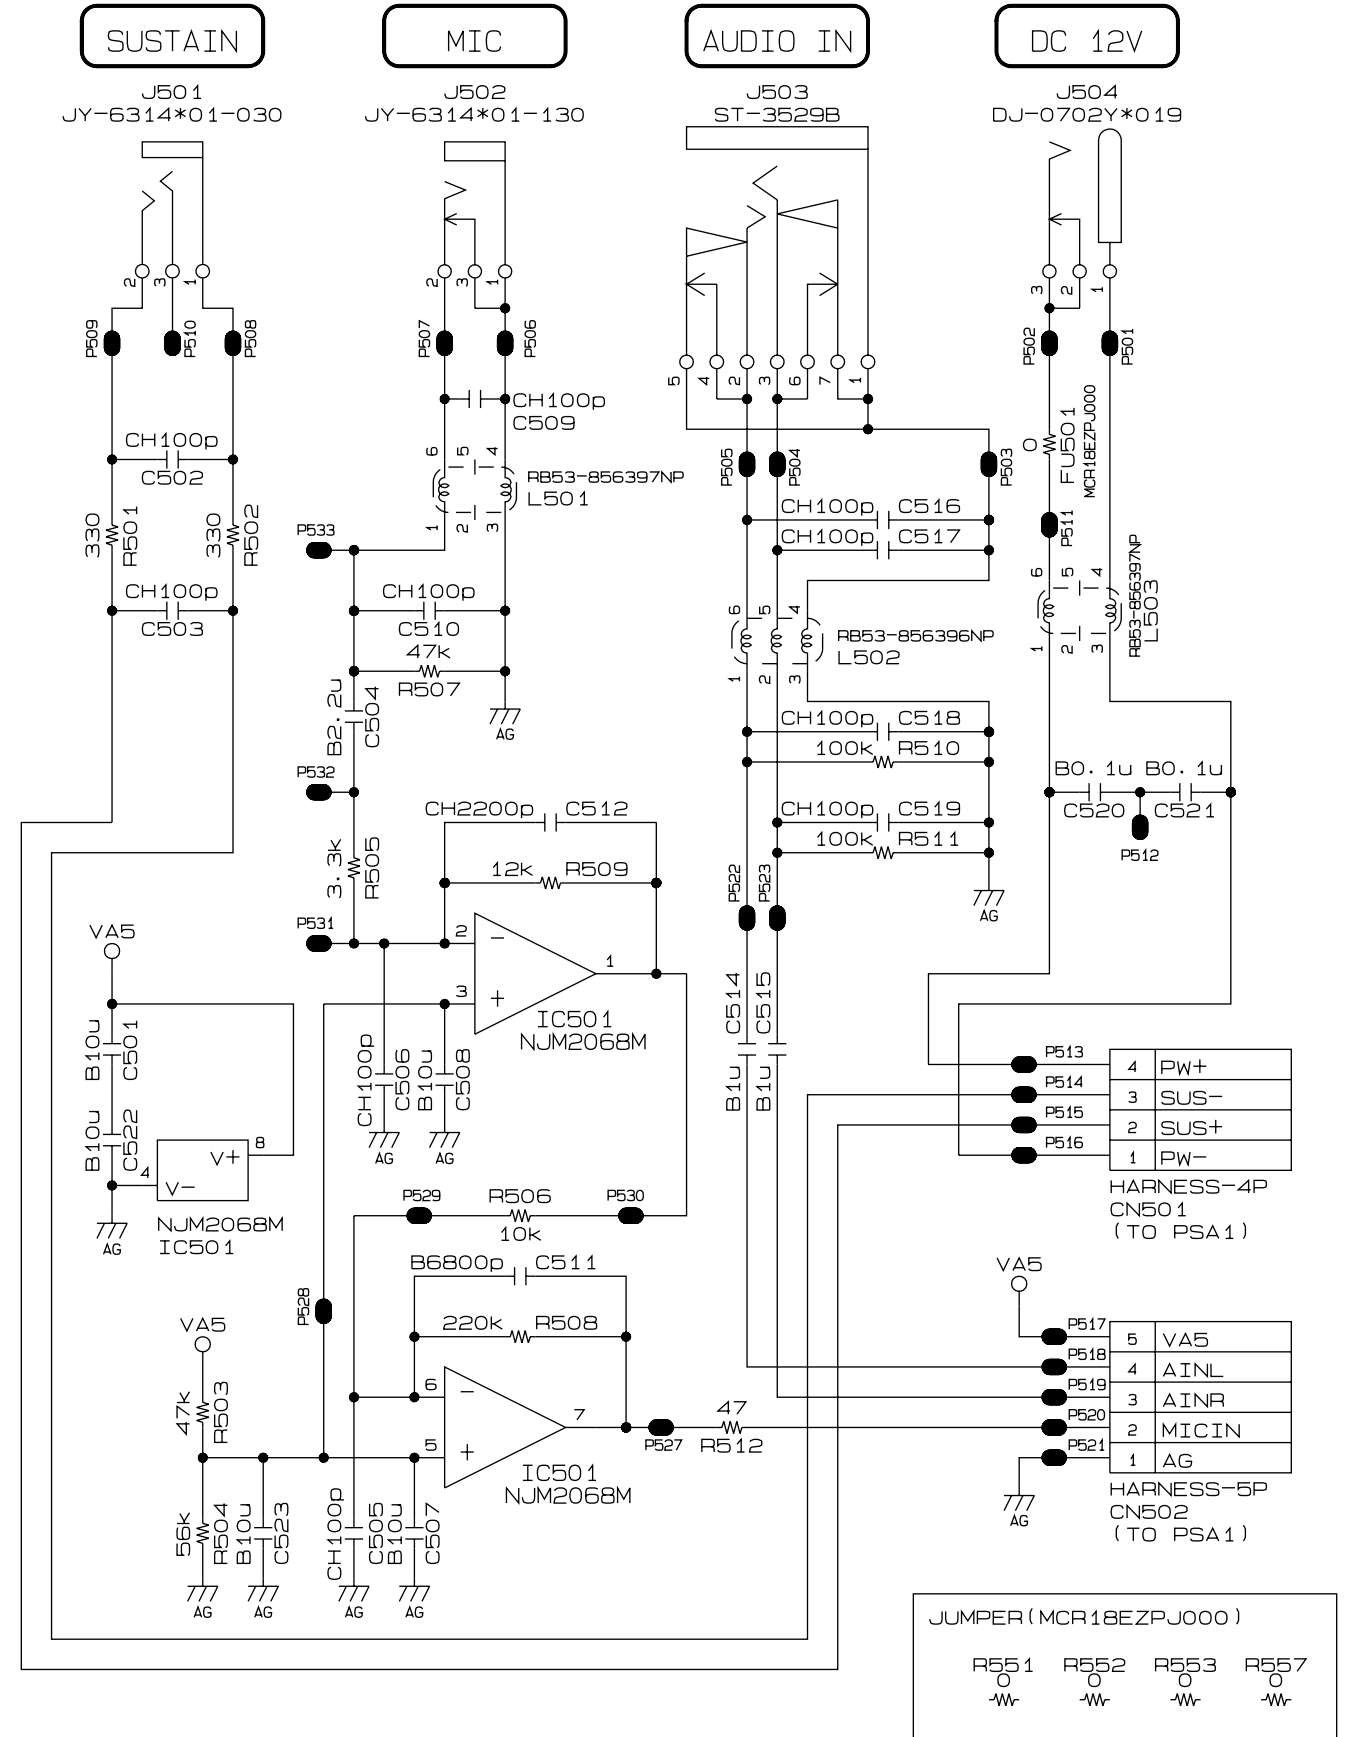 SUSTAIN
MIC
AUDIO IN
DC 12V
J501
JY-6314*01-030
J502
JY-6314*01-130
J503
ST-3529B
J504
DJ-0702Y*019
2
3
1
2
3
1
5
4
2
3
6
7
1
3
2
1
P509
P510
P508
P507
P506
P502
P501
CH100p
C509
CH100p
C502
330
R501
330
R502
CH100p
C503
6
5
4
RB53-856397NP
L501
1
2
3
P533
CH100p
C510
47k
R507
AG
B2.2u
C504
P532
3.3k
R505
P531
P505
P504
P503
CH100p
C516
CH100p
C517
6
5
4
RB53-856396NP
L502
1
2
3
CH100p
C518
100k
R510
CH100p
C519
100k
R511
AG
P522
P523
0
FU501
MCR18EZPJ000
P511
6
5
4
RB53-856397NP
L503
1
2
3
B0.1u
B0.1u
C520
C521
P512
CH2200p
C512
12k
R509
2
-
3
+
1
IC501
NJM2068M
CH100p
C506
B10u
C508
AG
AG
VA5
B10u
C501
B10u
C522
4
V-
V+
8
AG
NJM2068M
IC501
B1u
C514
B1u
C515
P513
4 PW+
P514
3 SUS-
P515
2 SUS+
P516
1 PW-
HARNESS-4P
CN501
(TO PSA1)
P529
R506
10k
P530
B6800p
C511
220k
R508
P528
VA5
47k
R503
6
-
5
+
7
IC501
NJM2068M
P527
47
R512
56k
R504
B10u
C523
CH100p
C505
B10u
C507
AG
AG
AG
AG
VA5
P517
5 VA5
P518
4 AINL
P519
3 AINR
P520
2 MICIN
P521
1 AG
AG
HARNESS-5P
CN502
(TO PSA1)
JUMPER(MCR18EZPJ000)
R551
R552
R553
R557
0
0
0
0